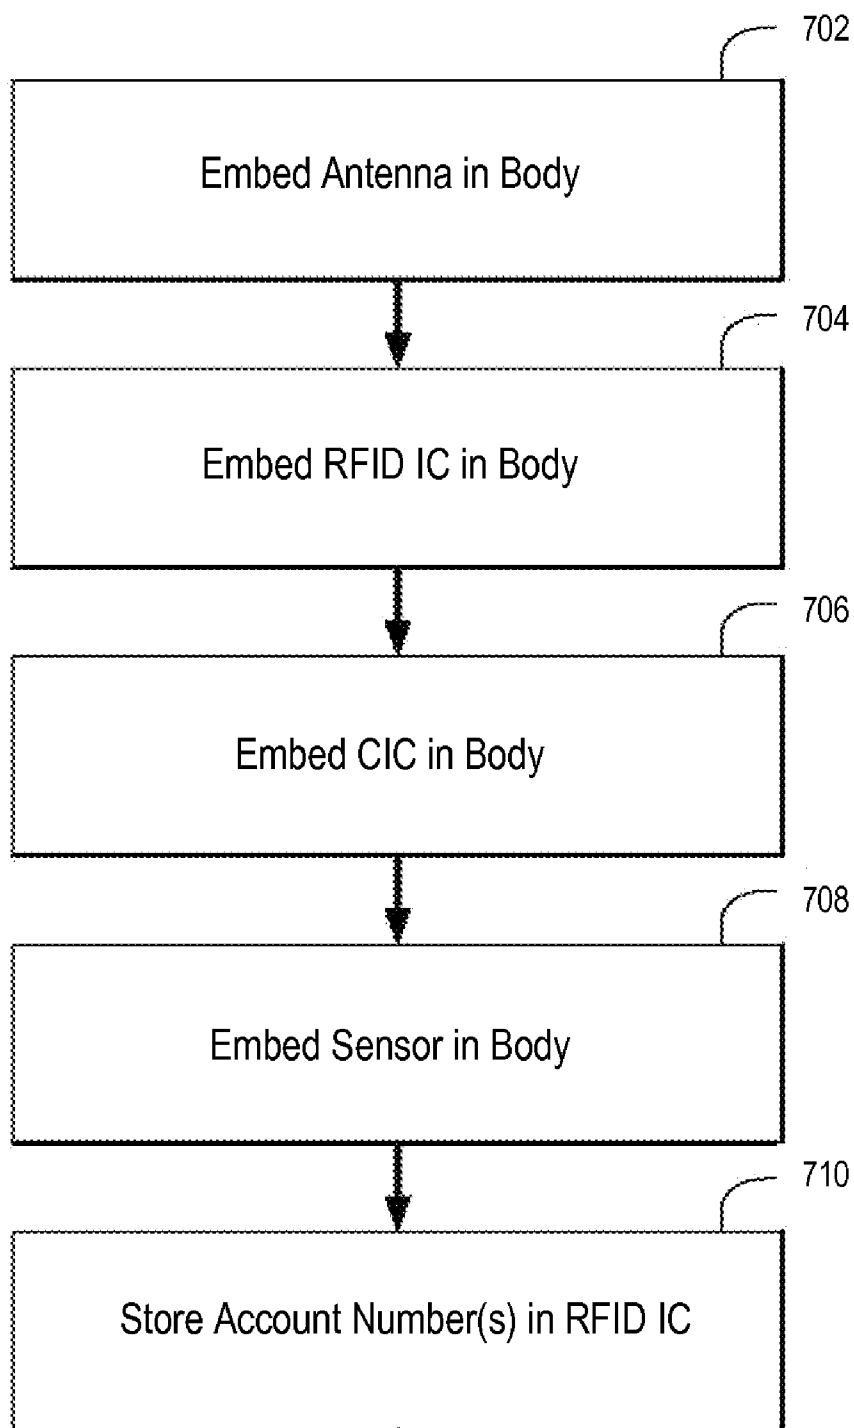 702
Embed Antenna in Body
704
Embed RFID IC in Body
706
Embed CIC in Body
708
Embed Sensor in Body
710
Store Account Number(s) in RFID IC